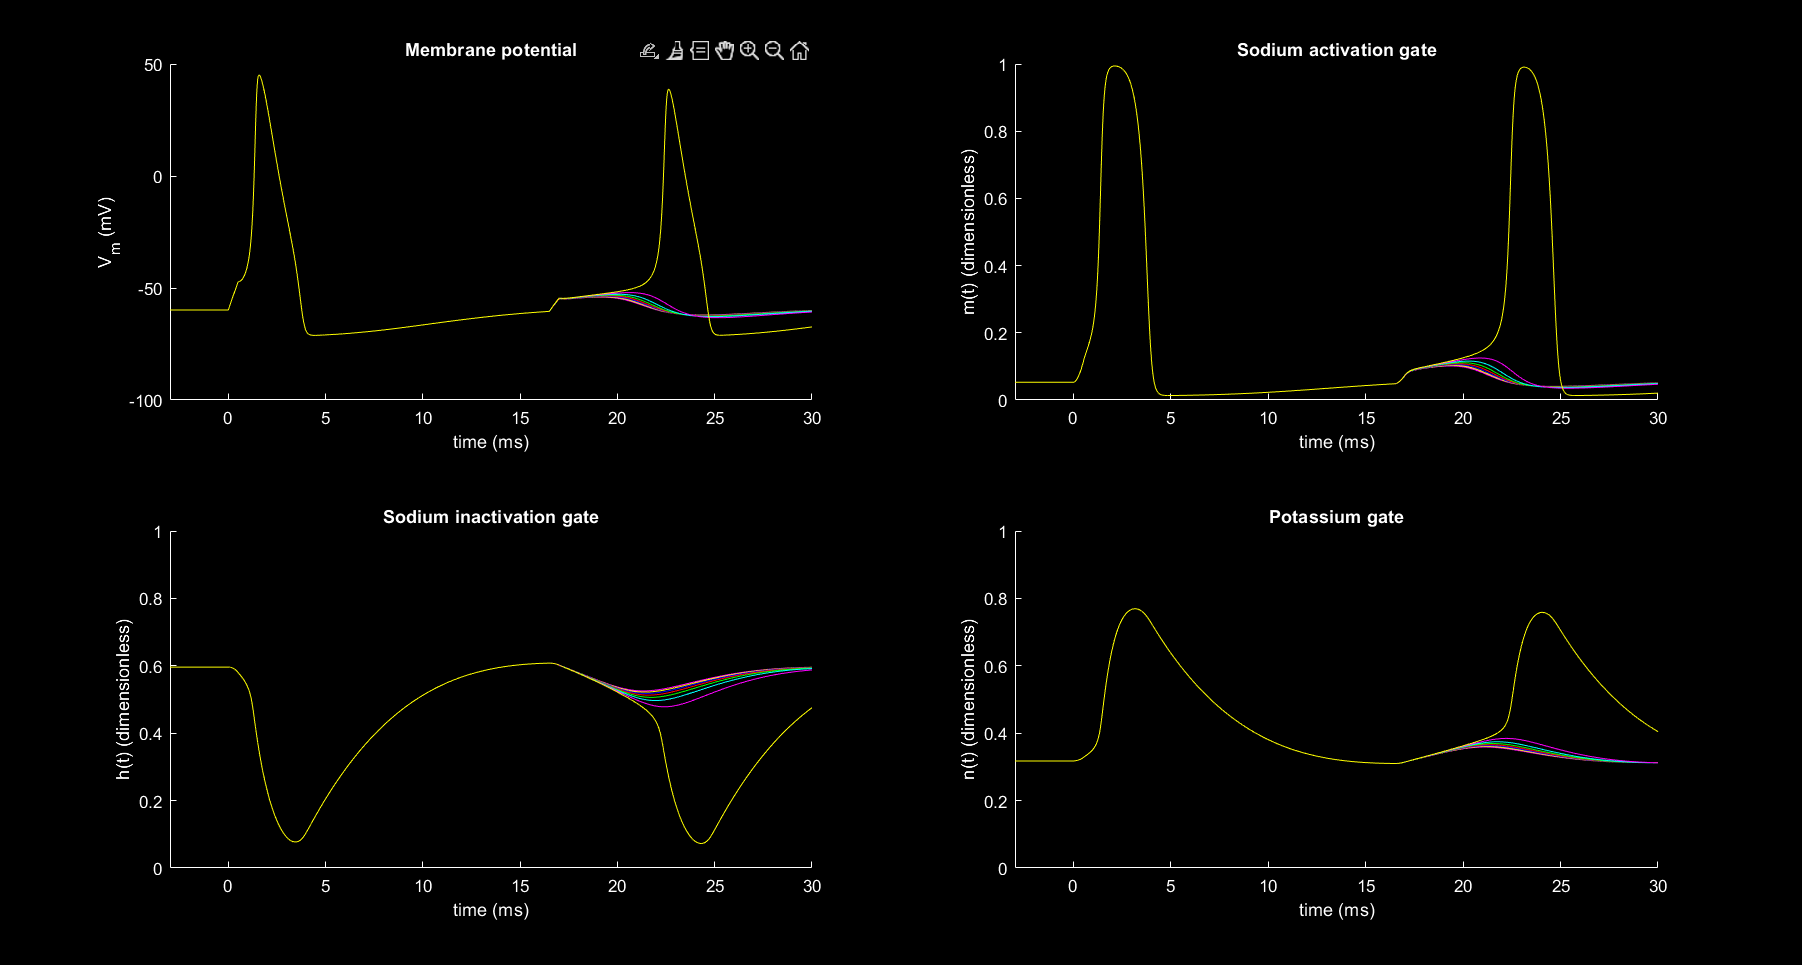 Membrane potential
50
0
-50
-100
V_m (mV)
0 5 10 15 20 25 30
time (ms)
Sodium activation gate
1
0.8
0.6
0.4
0.2
0
m(t) (dimensionless)
0 5 10 15 20 25 30
time (ms)
Sodium inactivation gate
1
0.8
0.6
0.4
0.2
0
h(t) (dimensionless)
0 5 10 15 20 25 30
time (ms)
Potassium gate
1
0.8
0.6
0.4
0.2
0
n(t) (dimensionless)
0 5 10 15 20 25 30
time (ms)